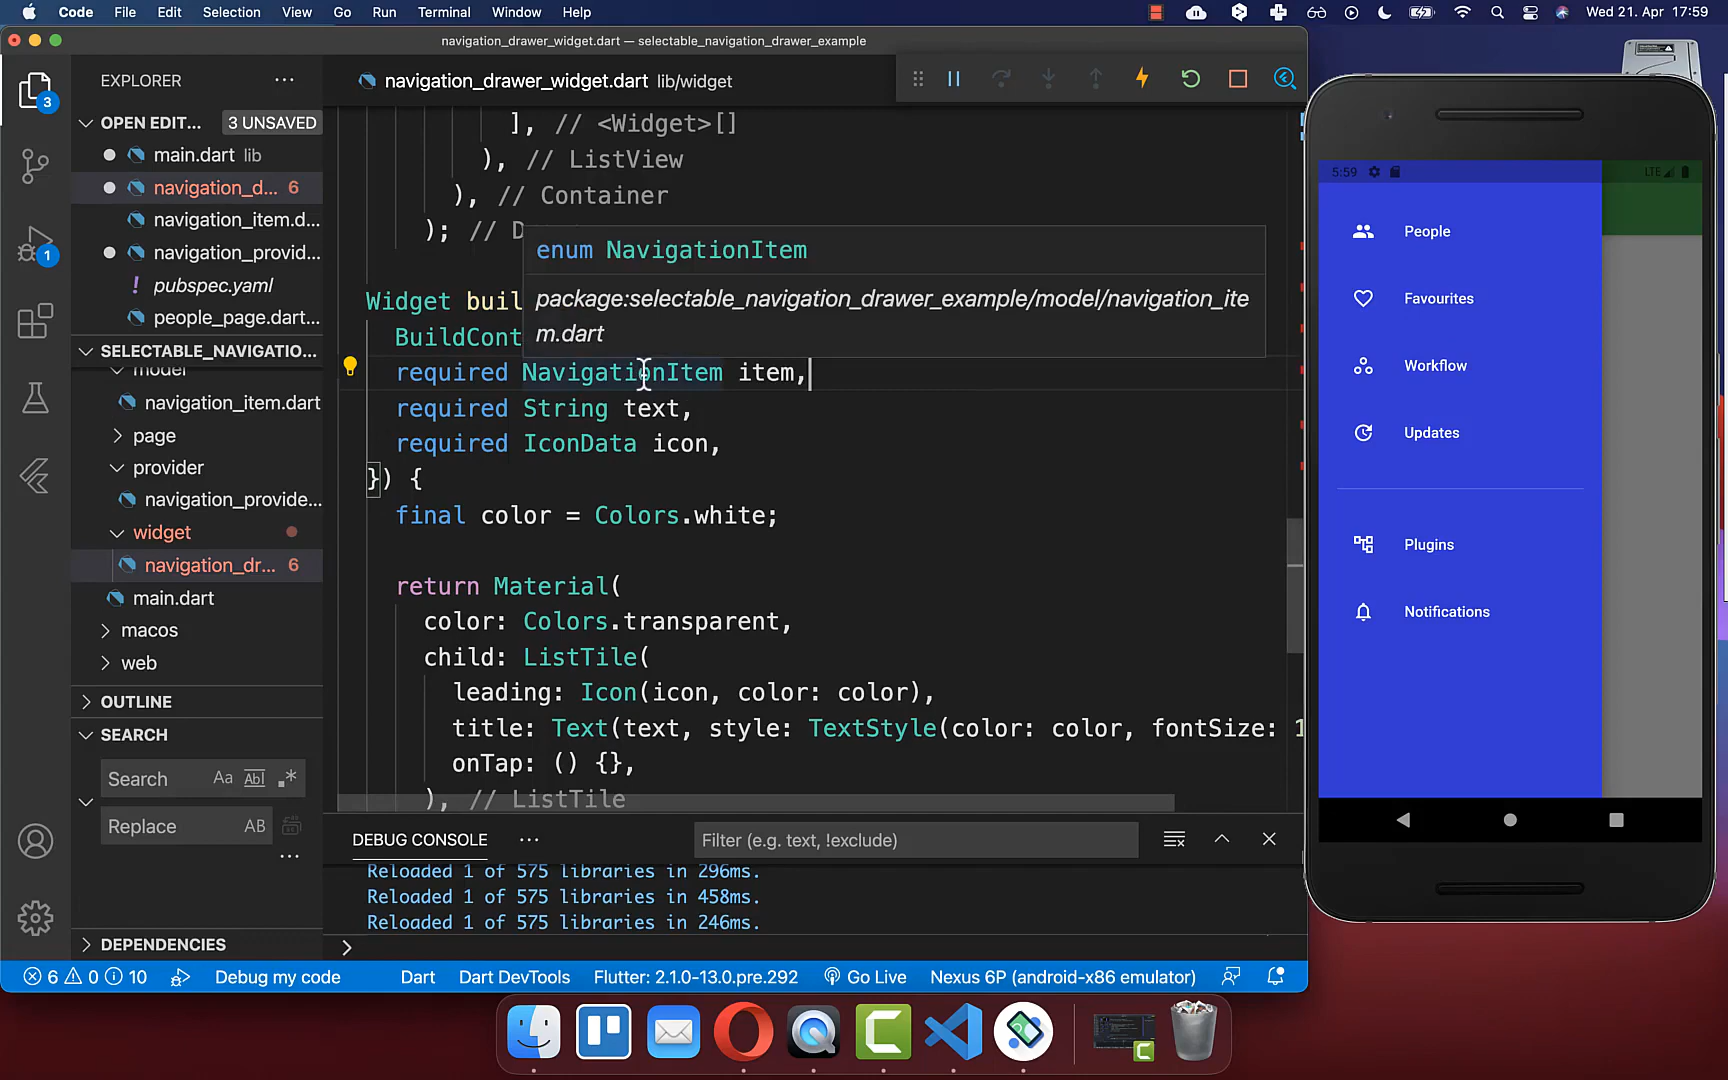 Code File Edit Selection View Go Run Terminal Window Help Wed 21. Apr 17:59
navigation_drawer_widget.dart — selectable_navigation_drawer_example
EXPLORER
navigation_drawer_widget.dart lib/widget
OPEN EDIT... 3 UNSAVED
main.dart lib
navigation_d... 6
navigation_item.d...
navigation_provid...
! pubspec.yaml
people_page.dart...
SELECTABLE_NAVIGATIO...
model
navigation_item.dart
page
provider
navigation_provide...
widget
navigation_dr... 6
main.dart
macos
web
OUTLINE
SEARCH
Search Aa Abl .*
Replace AB
DEPENDENCIES
3
1
], // <Widget>[]
), // ListView
), // Container
); // D
enum NavigationItem
package:selectable_navigation_drawer_example/model/navigation_ite
m.dart
Widget buil
BuildCont
required NavigationItem item,
required String text,
required IconData icon,
}) {
final color = Colors.white;
return Material(
color: Colors.transparent,
child: ListTile(
leading: Icon(icon, color: color),
title: Text(text, style: TextStyle(color: color, fontSize: 1
onTap: () {},
), // ListTile
DEBUG CONSOLE
Filter (e.g. text, !exclude)
Reloaded 1 of 575 libraries in 296ms.
Reloaded 1 of 575 libraries in 458ms.
Reloaded 1 of 575 libraries in 246ms.
6 0 10 Debug my code Dart Dart DevTools Flutter: 2.1.0-13.0.pre.292 Go Live Nexus 6P (android-x86 emulator)
5:59 LTE
People
Favourites
Workflow
Updates
Plugins
Notifications